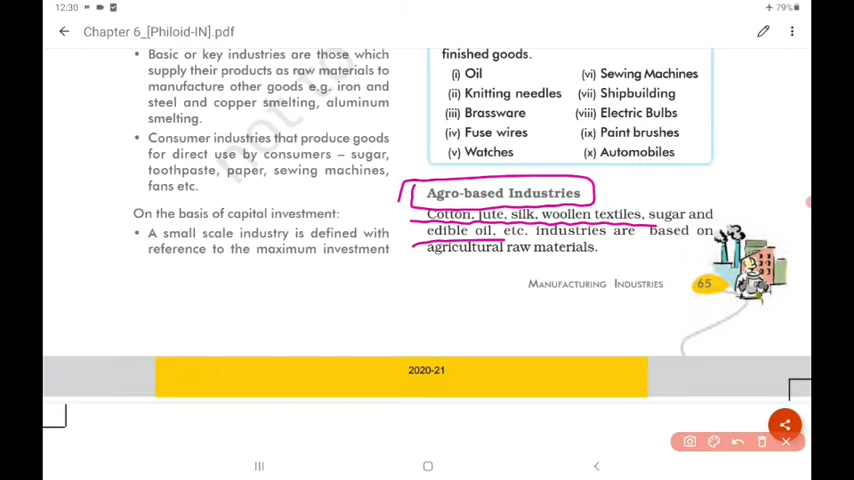 12:30
79%
Chapter 6_[Philoid-IN].pdf
• Basic or key industries are those which
supply their products as raw materials to
manufacture other goods e.g. iron and
steel and copper smelting, aluminum
smelting.
• Consumer industries that produce goods
for direct use by consumers – sugar,
toothpaste, paper, sewing machines,
fans etc.
On the basis of capital investment:
• A small scale industry is defined with
reference to the maximum investment
not to
finished goods.
(i) Oil
(vi) Sewing Machines
(ii) Knitting needles
(vii) Shipbuilding
(iii) Brassware
(viii) Electric Bulbs
(iv) Fuse wires
(ix) Paint brushes
(v) Watches
(x) Automobiles
Agro-based Industries
Cotton, jute, silk, woollen textiles, sugar and
edible oil, etc. industries are based on
agricultural raw materials.
MANUFACTURING INDUSTRIES 65
2020-21